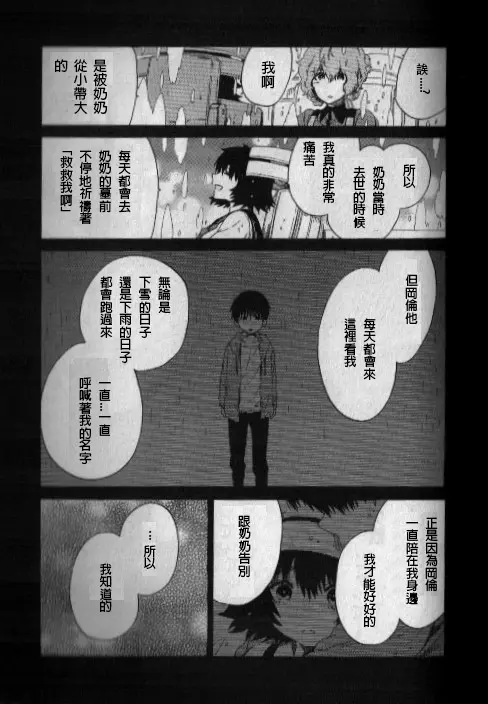 誒…?
我啊
是被奶奶
從小帶大
的
所以
奶奶當時
去世的時候
我真的非常
痛苦
每天都會去
奶奶的墓前
不停地祈禱著
「救救我啊」
但岡倫他
每天都會來
這裡看我
無論是
下雪的日子
還是下雨的日子
都會跑過來
一直…一直
呼喊著我的名字
正是因為岡倫
一直陪在我身邊
我才能好好的
跟奶奶告別
…所以
我知道的